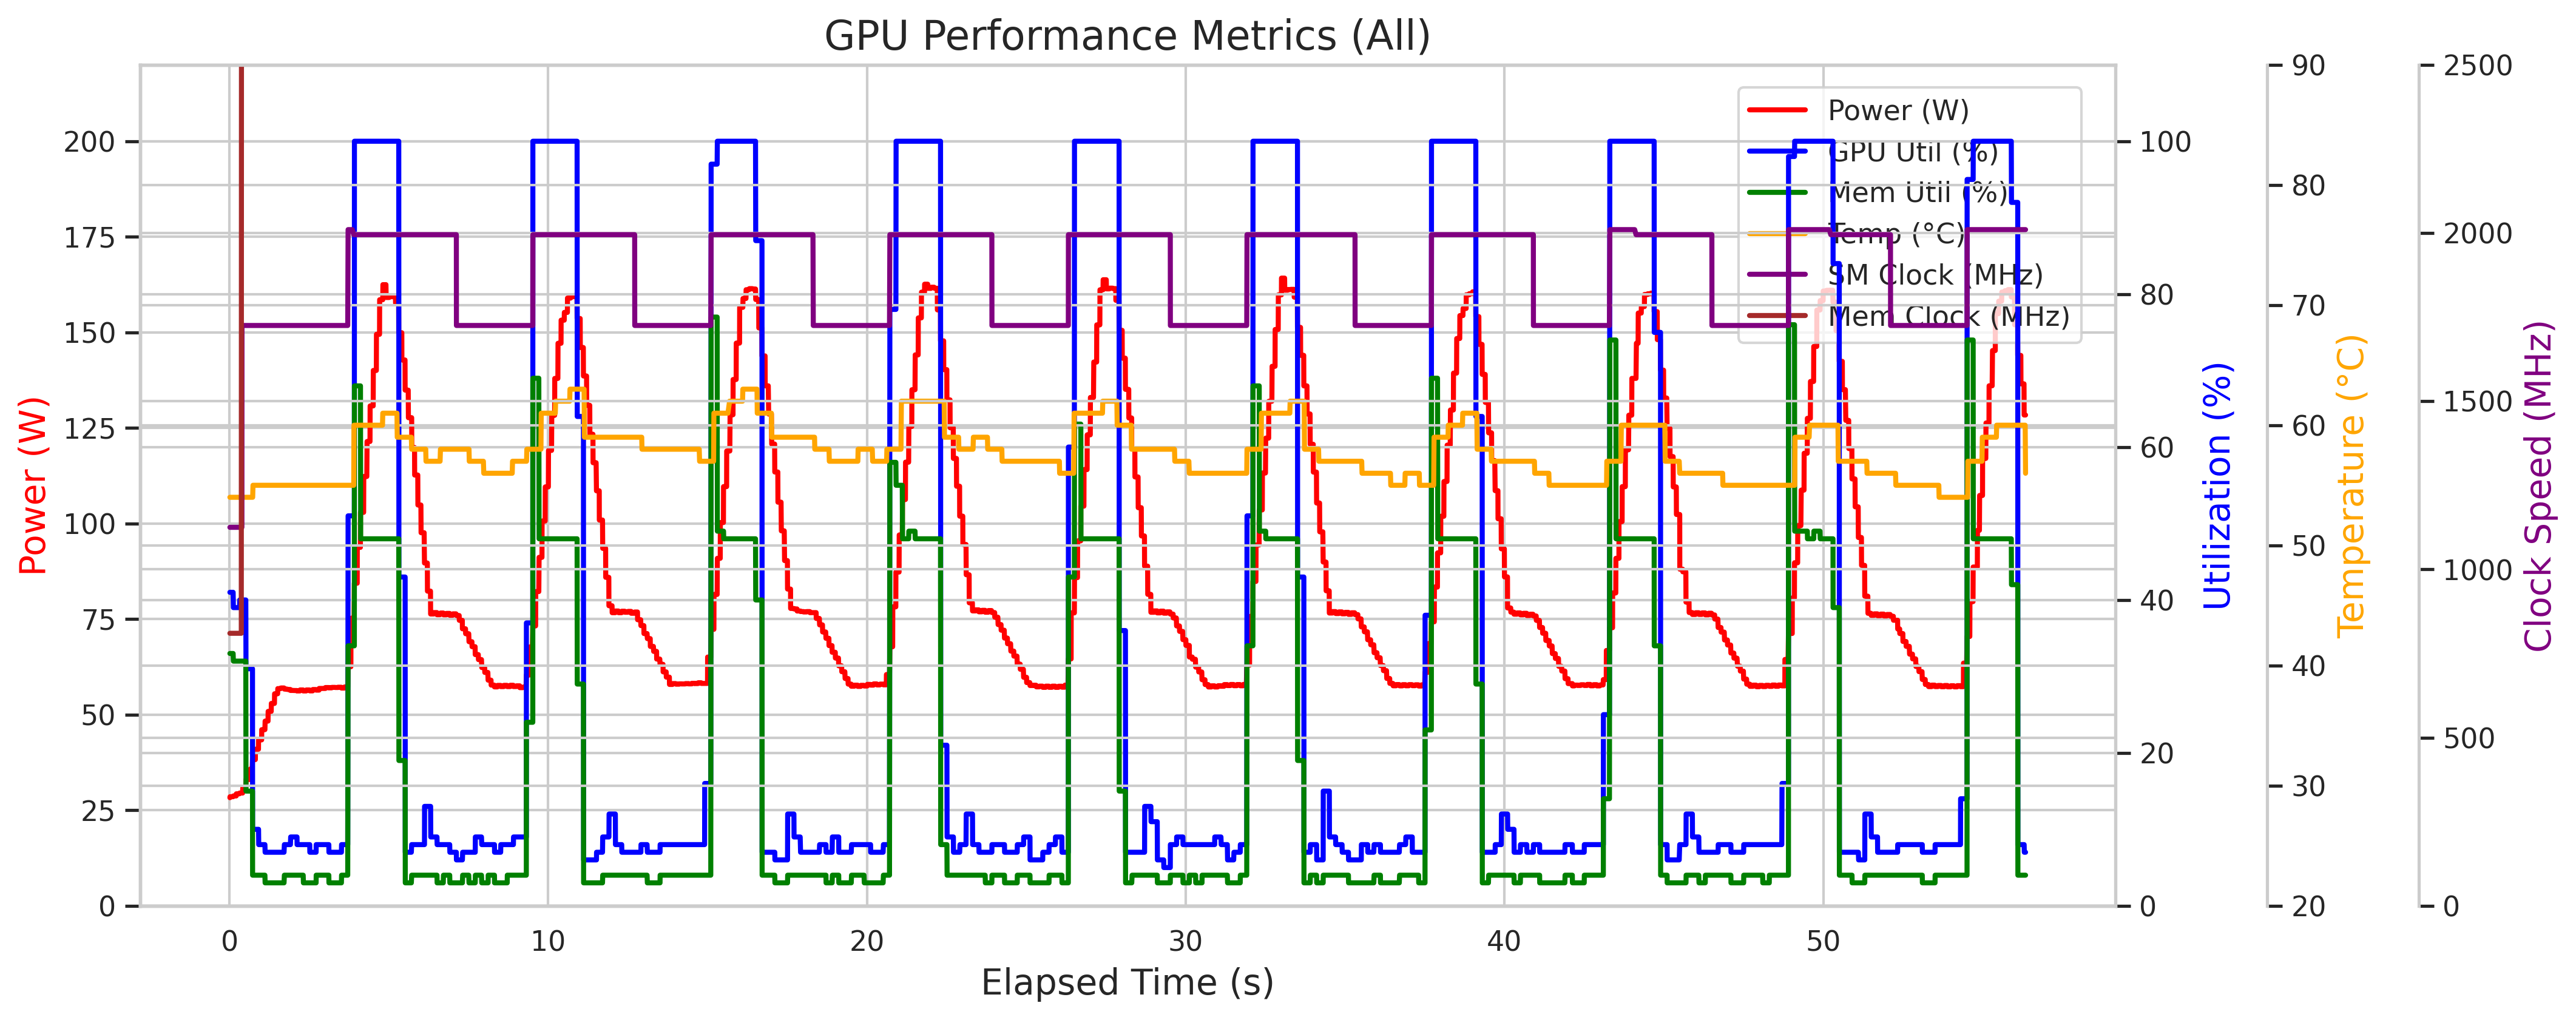 GPU Performance Metrics (All)
Power (W)
200
175
150
125
100
75
50
25
0
0
10
20
30
40
50
Elapsed Time (s)
Power (W)
GPU Util (%)
Mem Util (%)
Temp (°C)
SM Clock (MHz)
Mem Clock (MHz)
100
80
60
40
20
0
Utilization (%)
90
80
70
60
50
40
30
20
Temperature (°C)
2500
2000
1500
1000
500
0
Clock Speed (MHz)